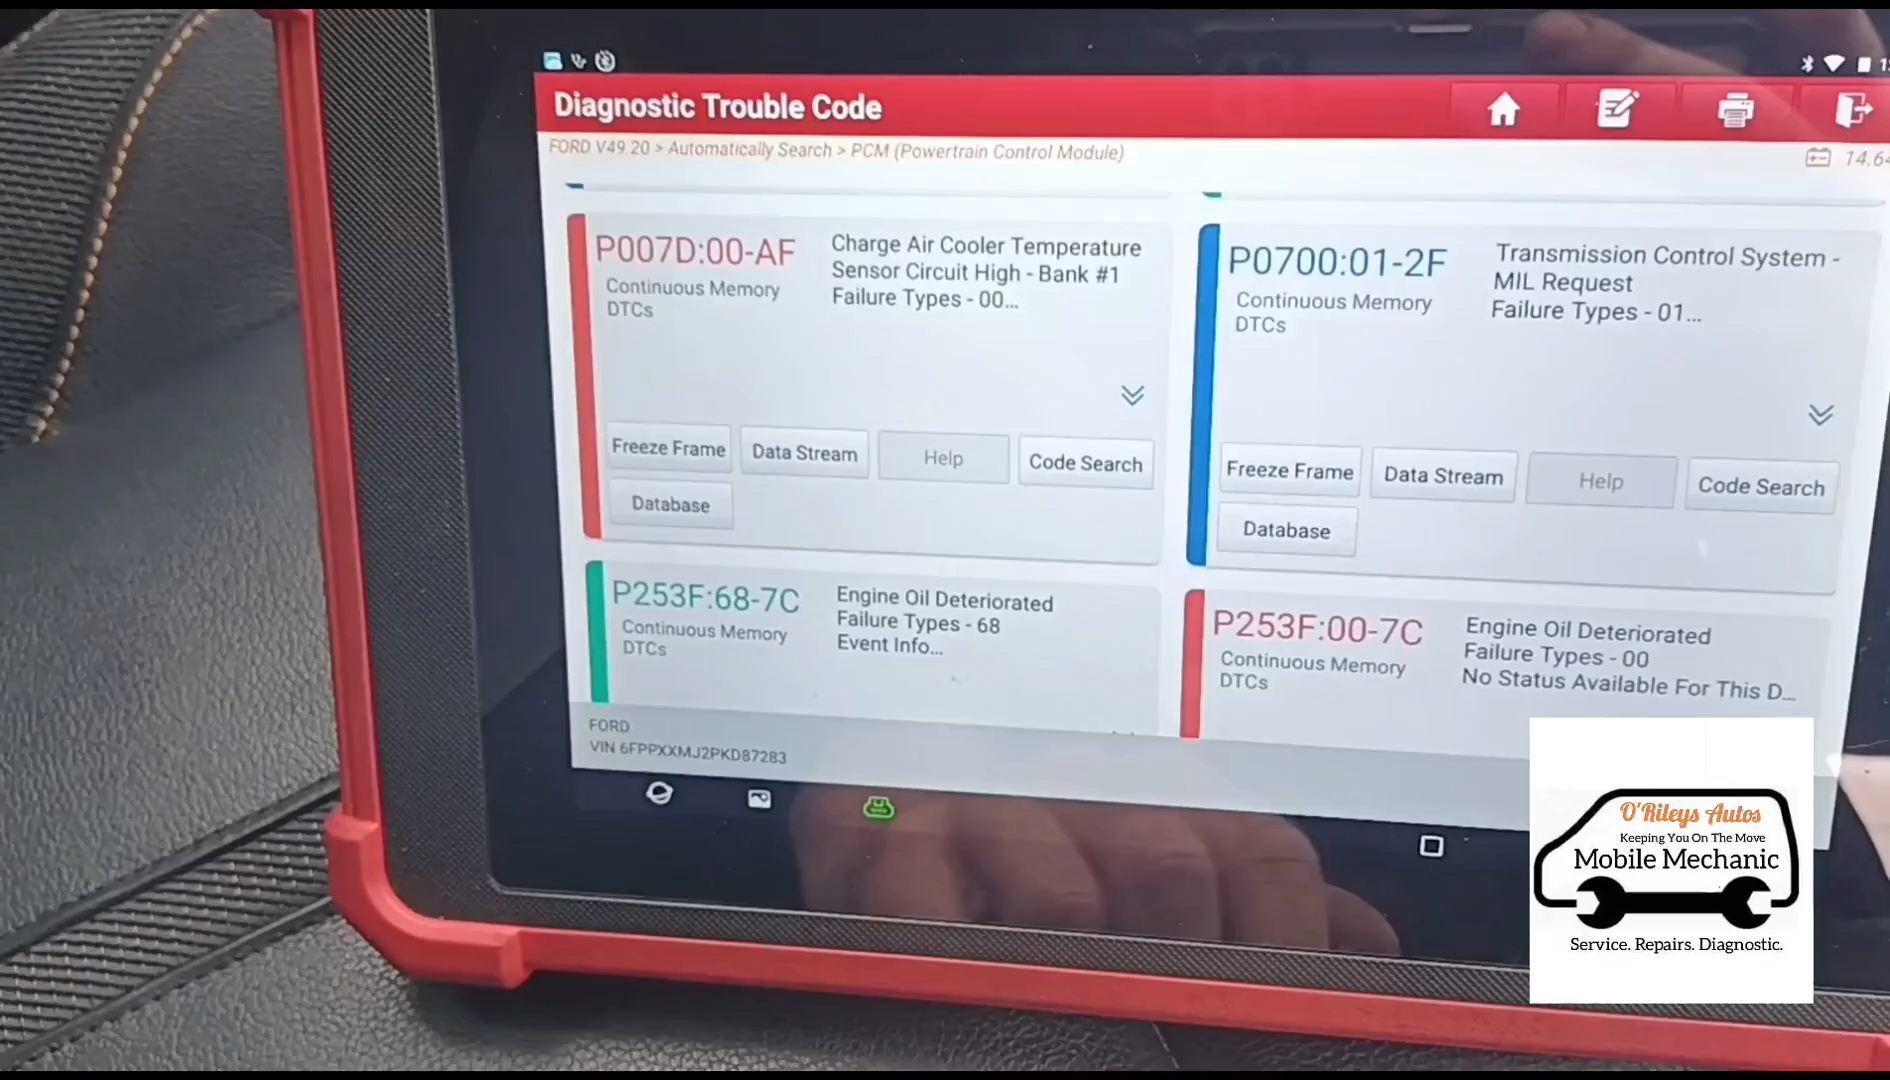 Diagnostic Trouble Code
FORD V49.20 > Automatically Search > PCM (Powertrain Control Module)
14.64
P007D:00-AF
Continuous Memory
DTCs
Charge Air Cooler Temperature
Sensor Circuit High - Bank #1
Failure Types - 00...
Freeze Frame
Data Stream
Help
Code Search
Database
P0700:01-2F
Continuous Memory
DTCs
Transmission Control System -
MIL Request
Failure Types - 01...
Freeze Frame
Data Stream
Help
Code Search
Database
P253F:68-7C
Continuous Memory
DTCs
Engine Oil Deteriorated
Failure Types - 68
Event Info...
P253F:00-7C
Continuous Memory
DTCs
Engine Oil Deteriorated
Failure Types - 00
No Status Available For This D...
FORD
VIN 6FPPXXMJ2PKD87283
O'Rileys Autos
Keeping You On The Move
Mobile Mechanic
Service. Repairs. Diagnostic.